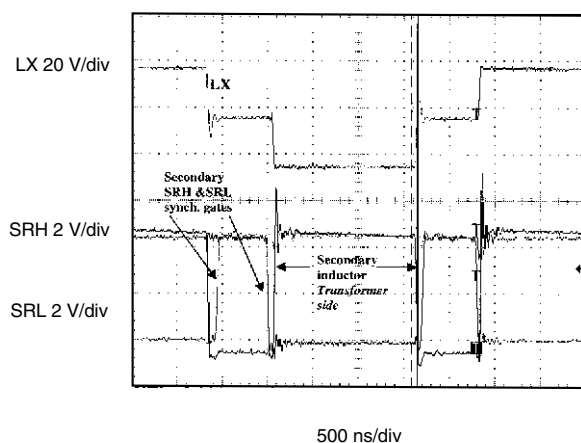 LX 20 V/div
LX
Secondary
SRH &SRL
synch. gates
SRH 2 V/div
Secondary
inductor
Transformer
side
SRL 2 V/div
500 ns/div